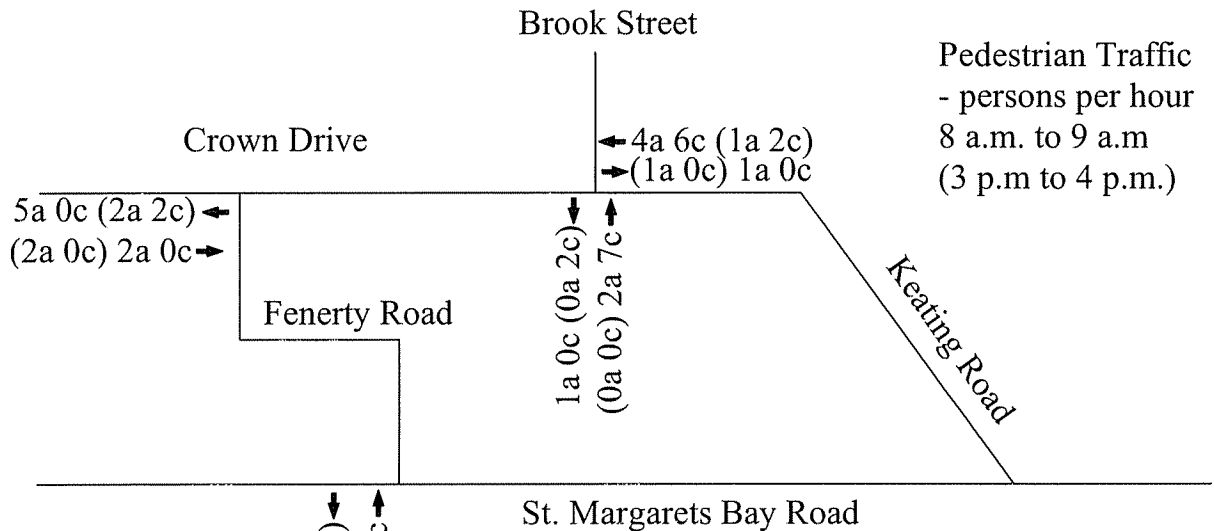 Brook Street
Pedestrian Traffic
- persons per hour
8 a.m. to 9 a.m
(3 p.m to 4 p.m.)
Crown Drive
4a 6c (1a 2c)
(1a 0c) 1a 0c
5a 0c (2a 2c)
(2a 0c) 2a 0c
1a 0c (0a 2c)
(0a 0c) 2a 7c
Fenerty Road
Keating Road
St. Margarets Bay Road
)
c